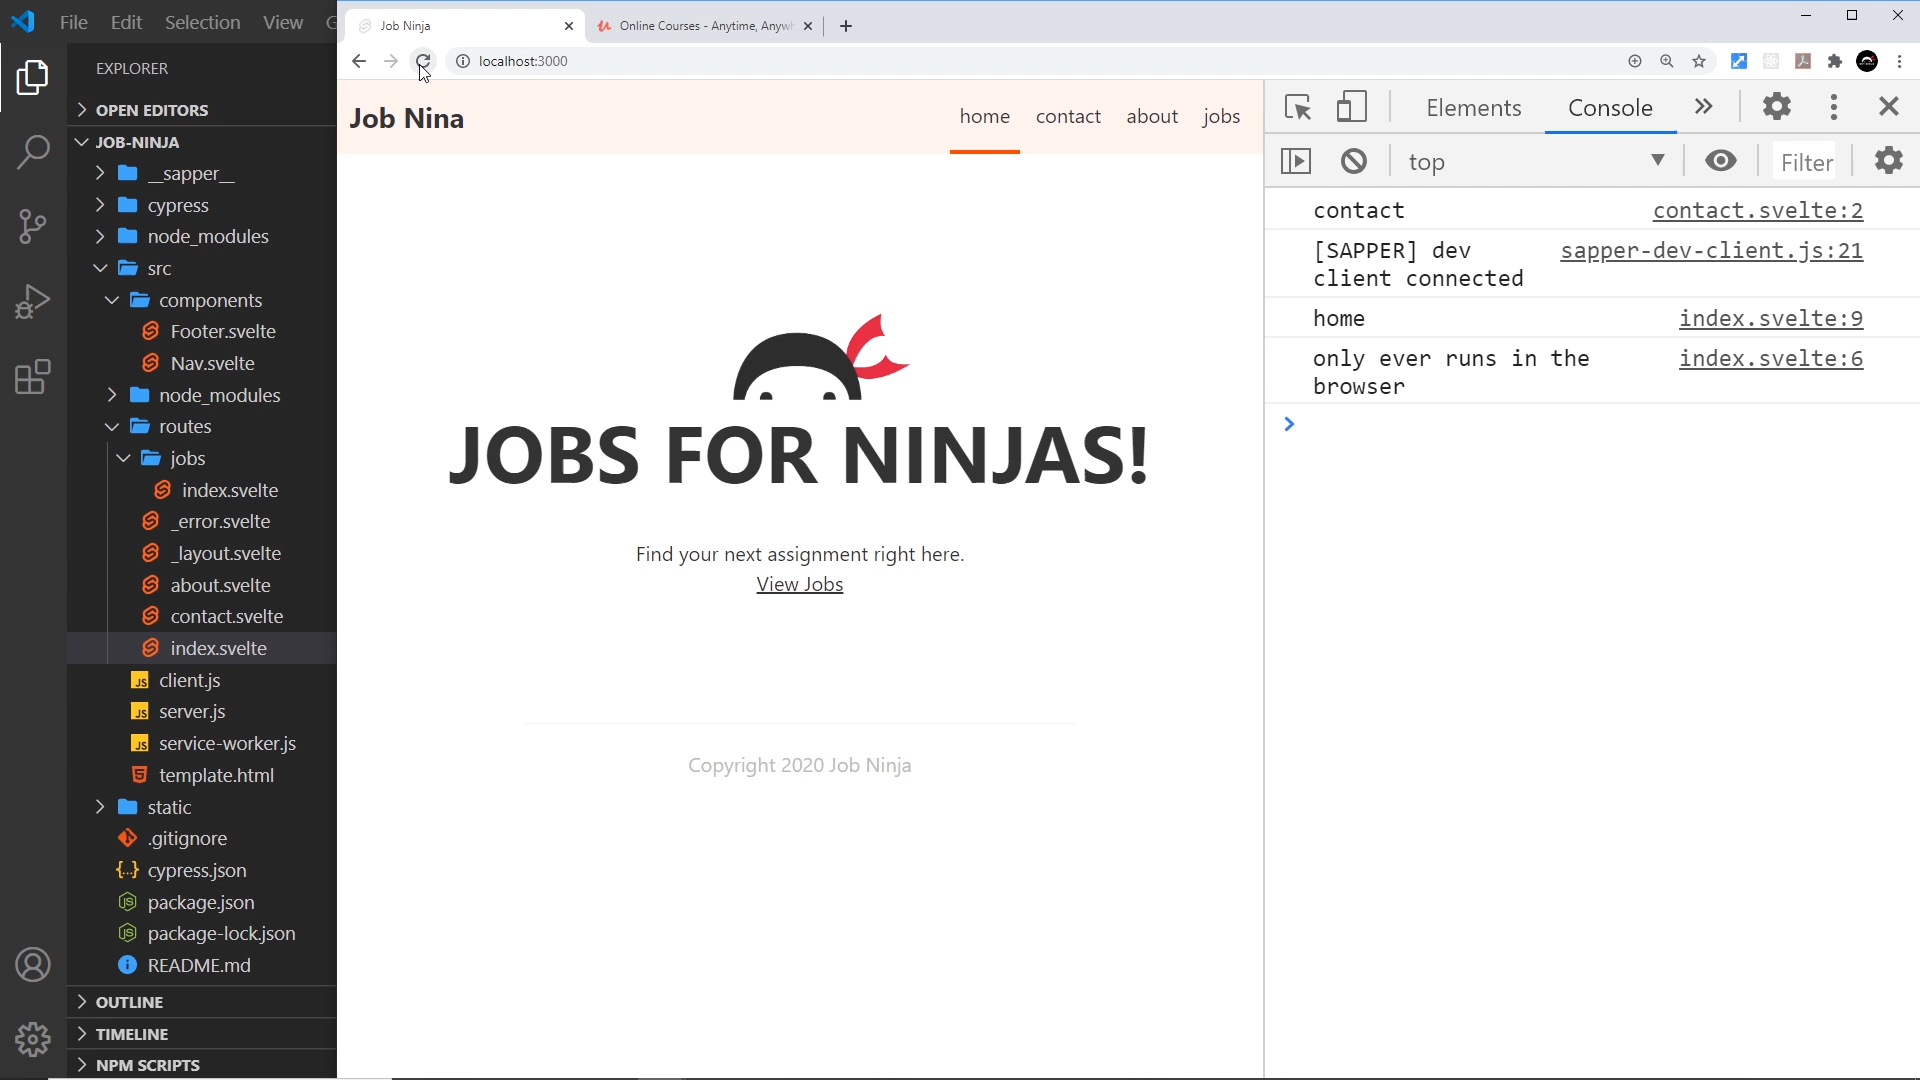 File Edit Selection View
EXPLORER
OPEN EDITORS
JOB-NINJA
__sapper__
cypress
node_modules
src
components
Footer.svelte
Nav.svelte
node_modules
routes
jobs
index.svelte
_error.svelte
_layout.svelte
about.svelte
contact.svelte
index.svelte
client.js
server.js
service-worker.js
template.html
static
.gitignore
cypress.json
package.json
package-lock.json
README.md
OUTLINE
TIMELINE
NPM SCRIPTS
Job Ninja
Online Courses - Anytime, Anywh
localhost:3000
Job Nina
home contact about jobs
JOBS FOR NINJAS!
Find your next assignment right here.
View Jobs
Copyright 2020 Job Ninja
Elements Console
top Filter
contact contact.svelte:2
[SAPPER] dev sapper-dev-client.js:21
client connected
home index.svelte:9
only ever runs in the index.svelte:6
browser